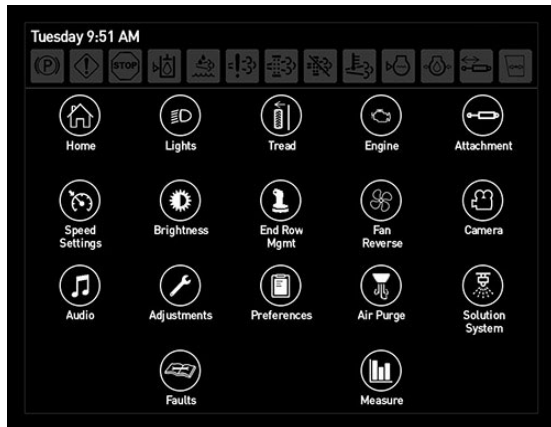 Tuesday 9:51 AM
(P) STOP
Home Lights Tread Engine Attachment
Speed Settings Brightness End Row Mgmt Fan Reverse Camera
Audio Adjustments Preferences Air Purge Solution System
Faults Measure